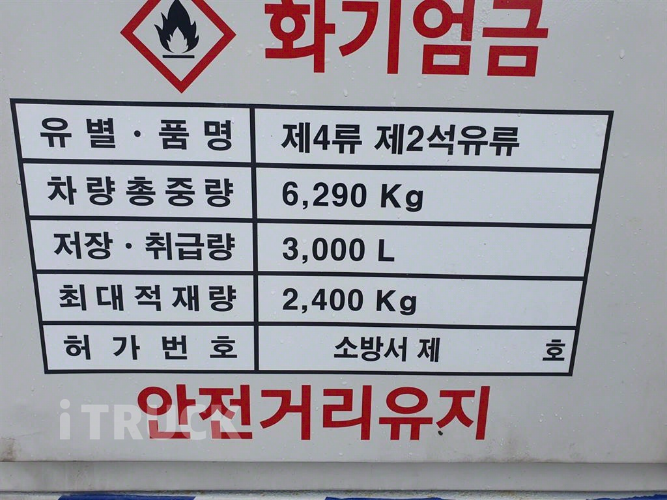 화기엄금
유별·품명 제4류 제2석유류
차량총중량 6,290 Kg
저장·취급량 3,000 L
최대적재량 2,400 Kg
허가번호 소방서 제 호
안전거리유지
iTRUCK